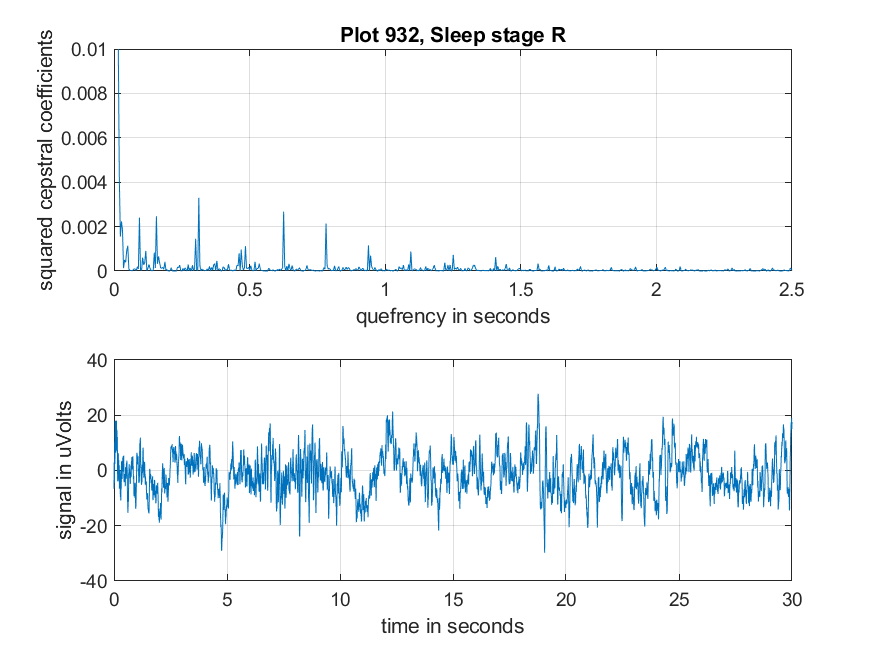 Plot 932, Sleep stage R
squared cepstral coefficients
0.01
0.008
0.006
0.004
0.002
0
0 0.5 1 1.5 2 2.5
quefrency in seconds
signal in uVolts
40
20
0
-20
-40
0 5 10 15 20 25 30
time in seconds